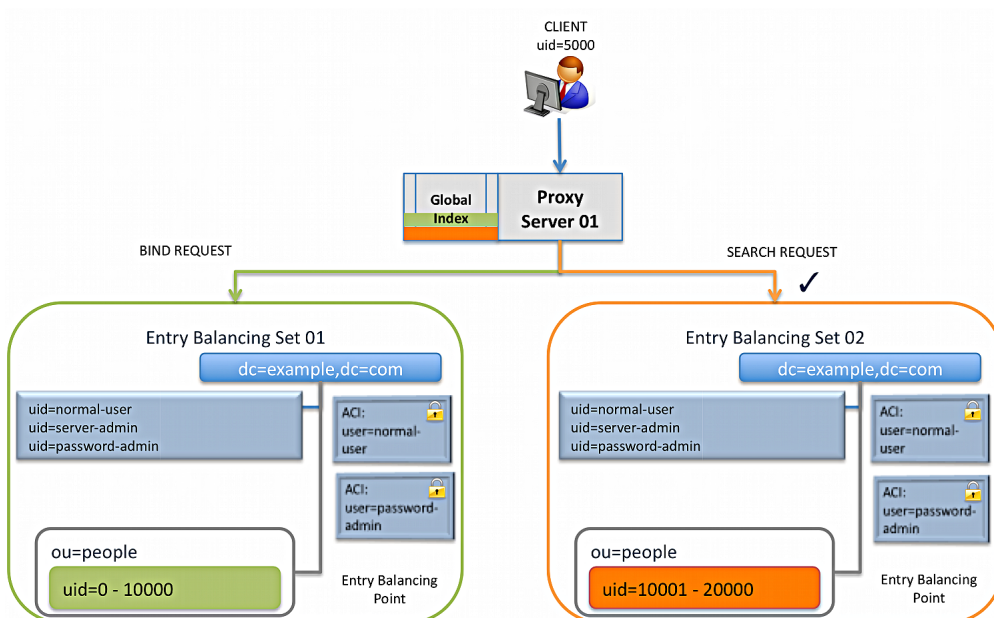 CLIENT
uid=5000
Global
Index
Proxy
Server 01
BIND REQUEST
SEARCH REQUEST
Entry Balancing Set 01
dc=example,dc=com
uid=normal-user
uid=server-admin
uid=password-admin
ACI:
user=normal-
user
ACI:
user=password-
admin
ou=people
uid=0 - 10000
Entry Balancing
Point
Entry Balancing Set 02
dc=example,dc=com
uid=normal-user
uid=server-admin
uid=password-admin
ACI:
user=normal-
user
ACI:
user=password-
admin
ou=people
uid=10001 - 20000
Entry Balancing
Point